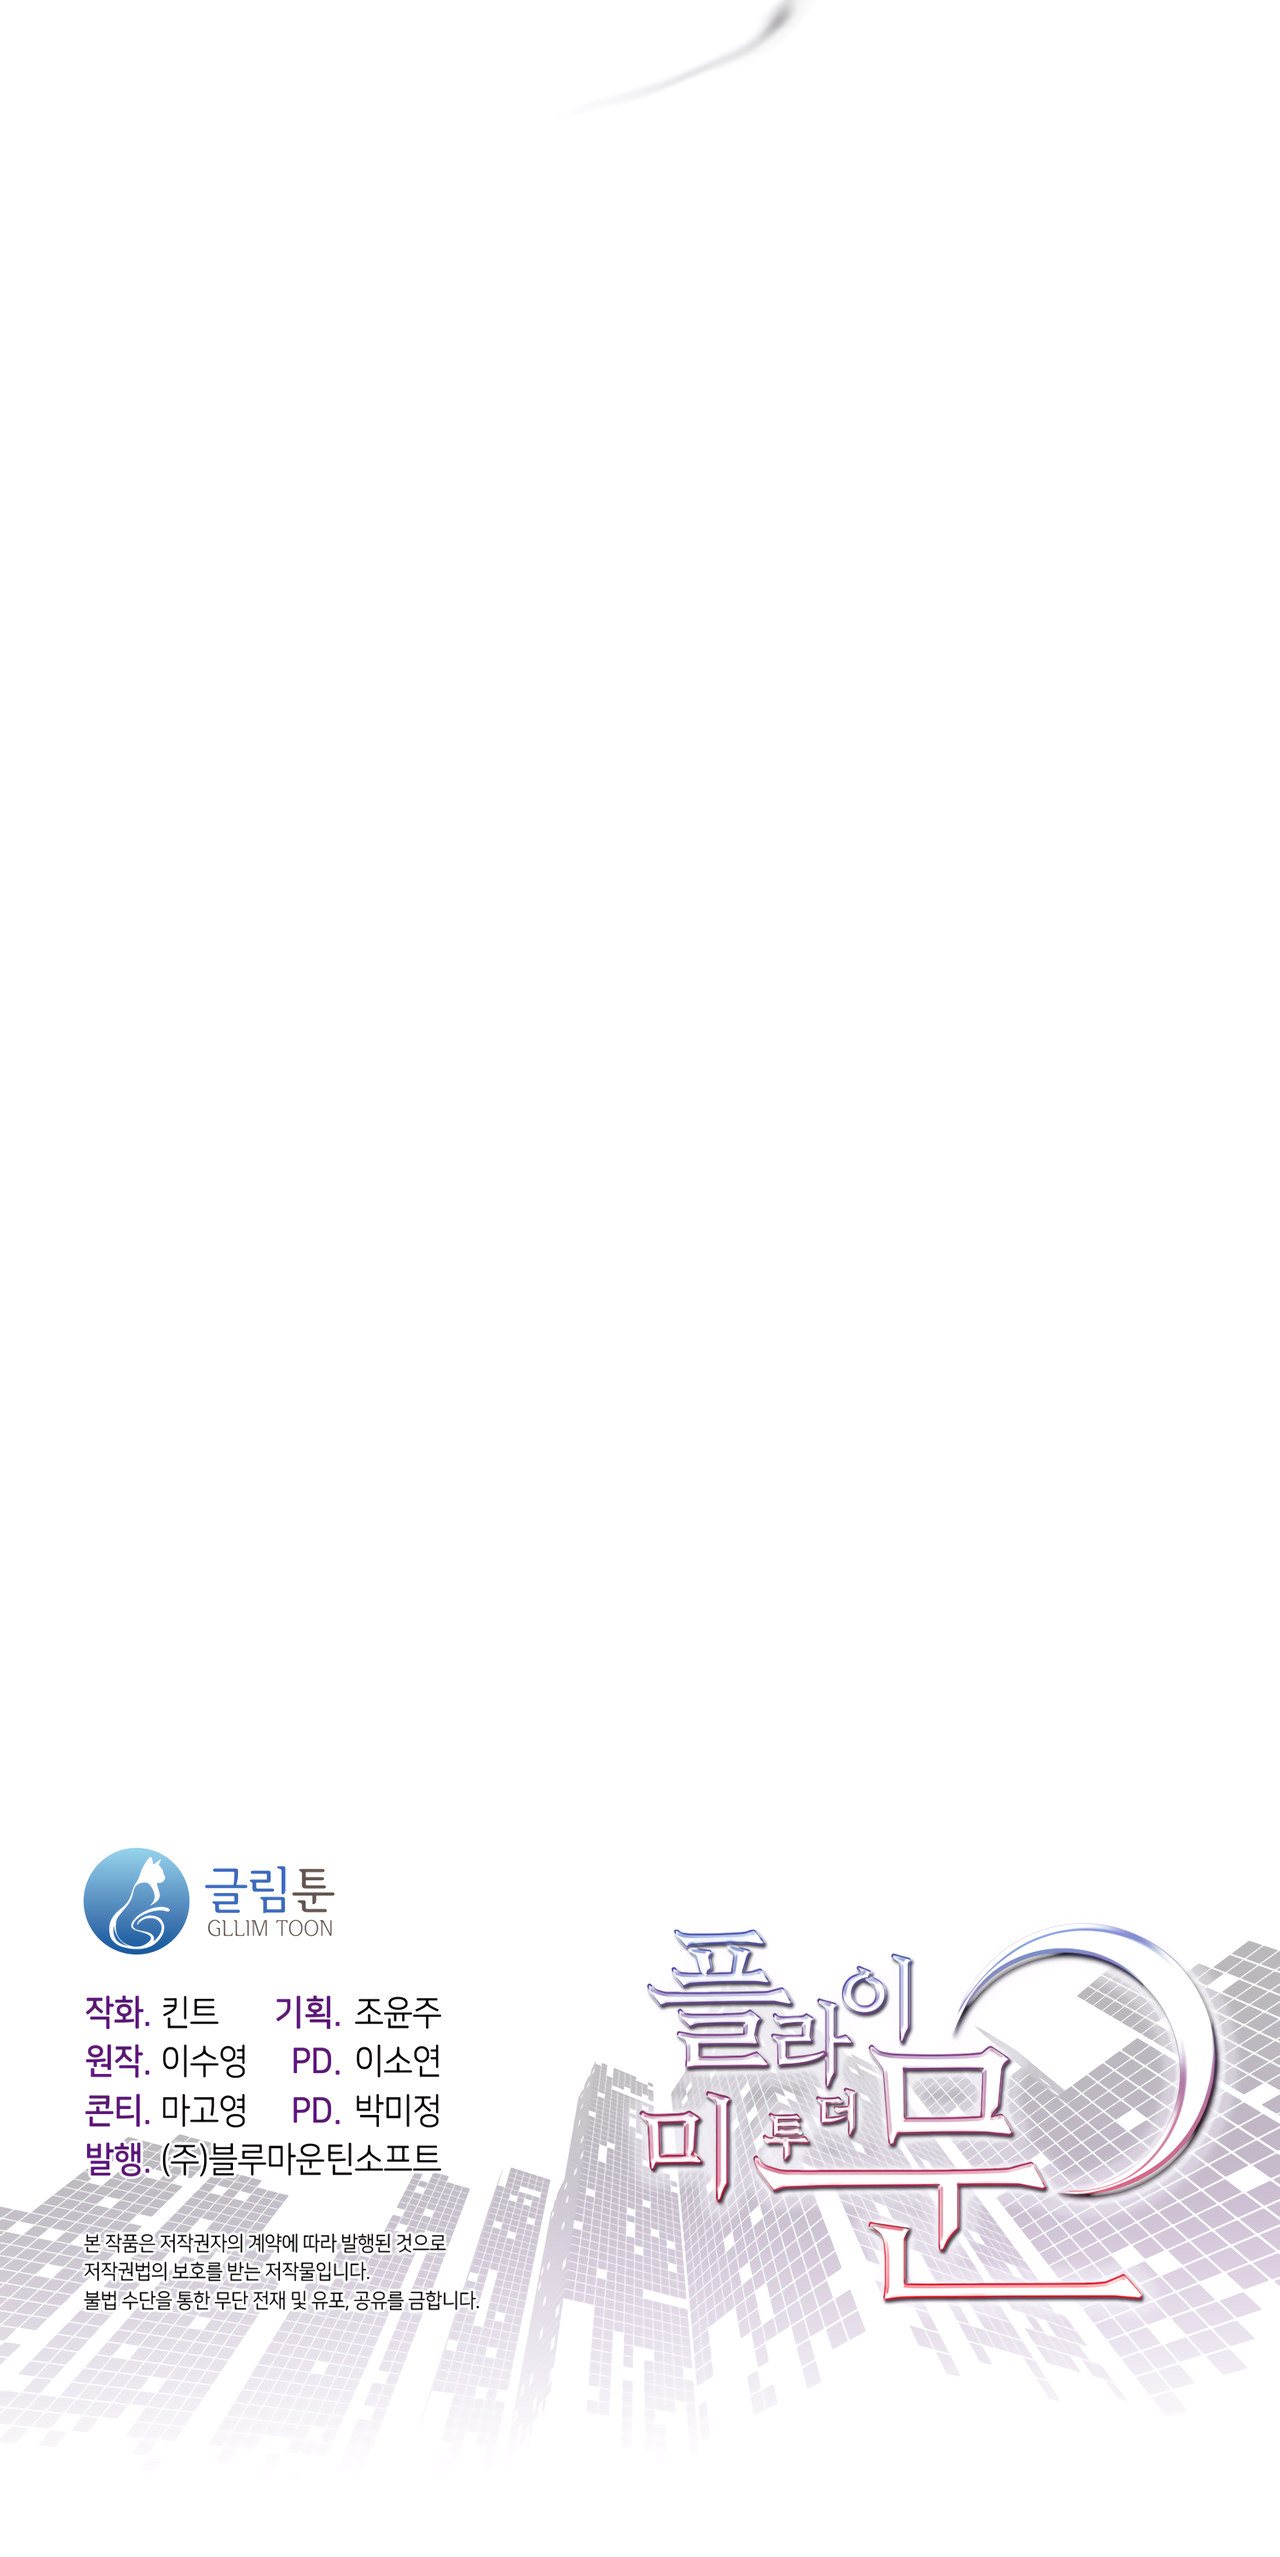 글림툰
GLLIM TOON
작화. 킨트 기획. 조윤주
원작. 이수영 PD. 이소연
콘티. 마고영 PD. 박미정
발행. (주)블루마운틴소프트
본 작품은 저작권자의 계약에 따라 발행된 것으로
저작권법의 보호를 받는 저작물입니다.
불법 수단을 통한 무단 전재 및 유포, 공유를 금합니다.
플라이
미 투 더 문